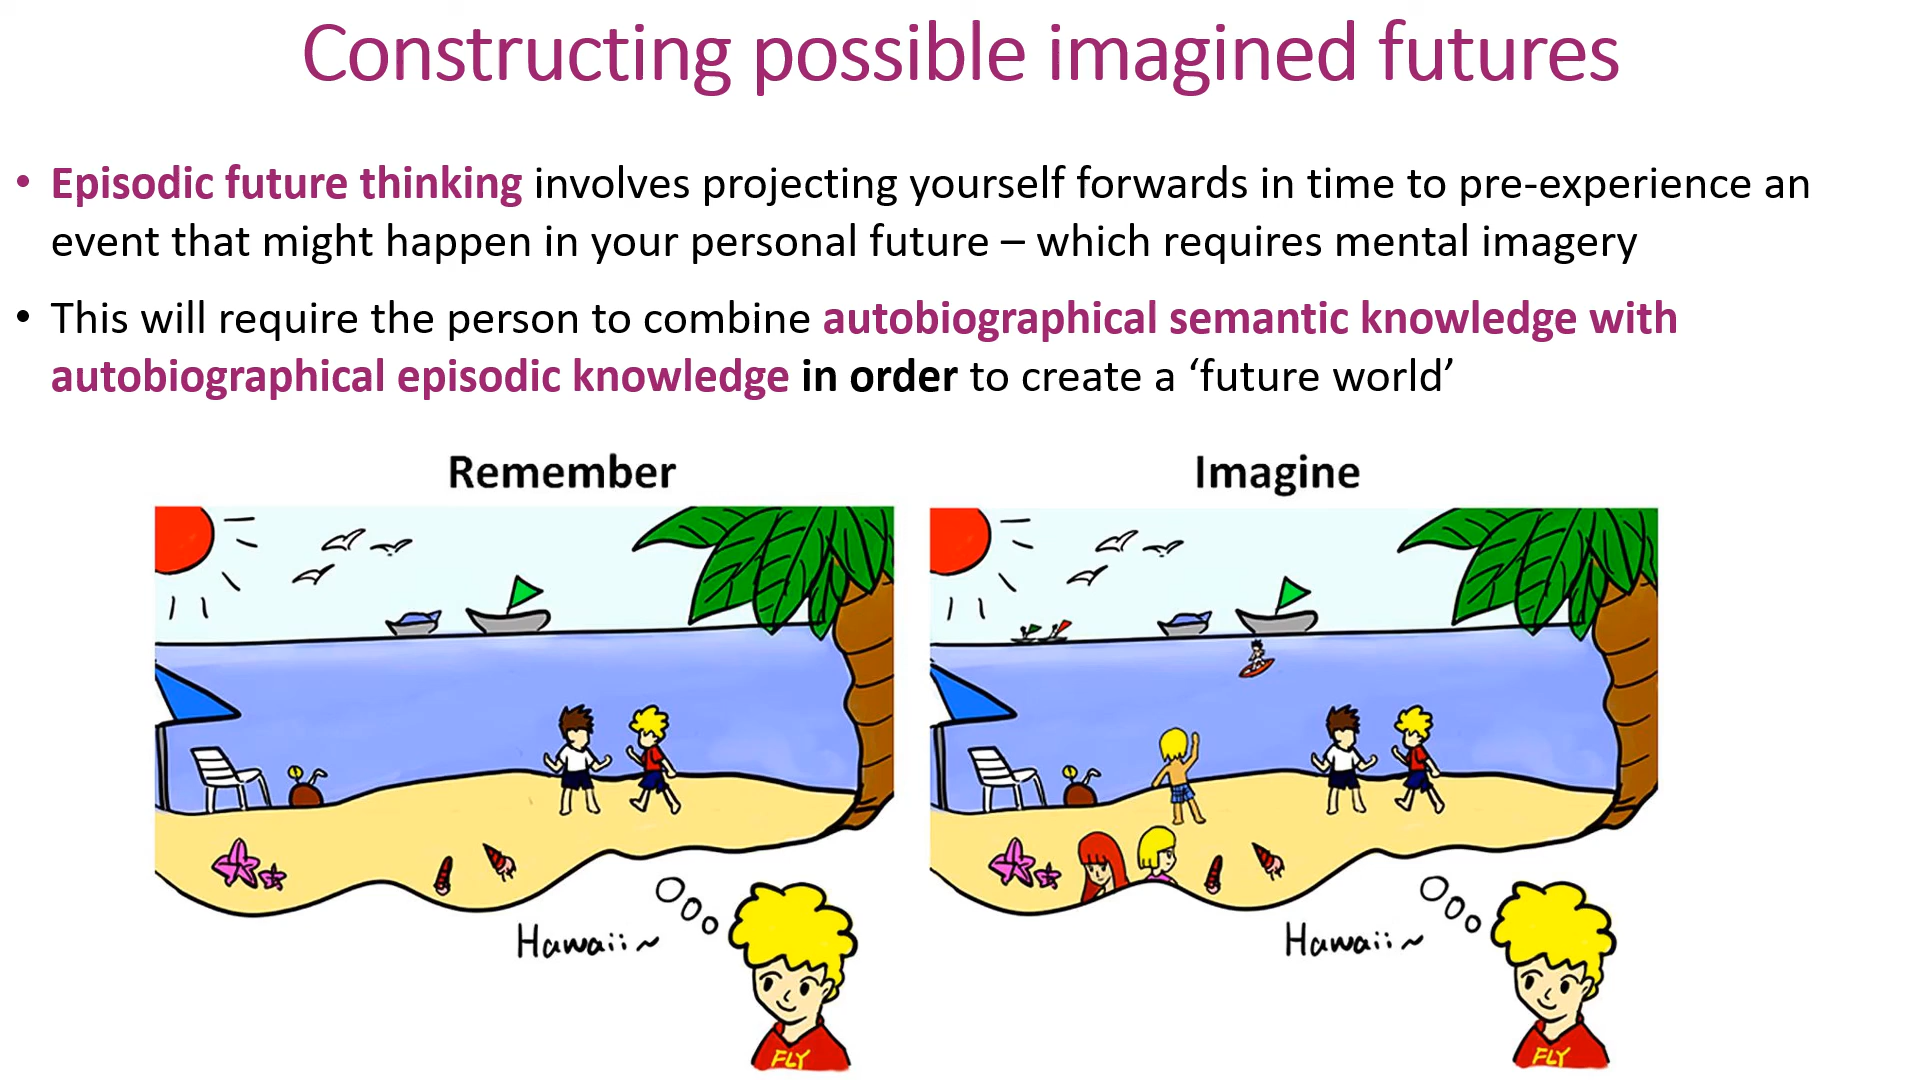 Constructing possible imagined futures
• Episodic future thinking involves projecting yourself forwards in time to pre-experience an
event that might happen in your personal future – which requires mental imagery
• This will require the person to combine autobiographical semantic knowledge with
autobiographical episodic knowledge in order to create a ‘future world’
Remember
Imagine
Hawaii~
Hawaii~
FLY
FLY